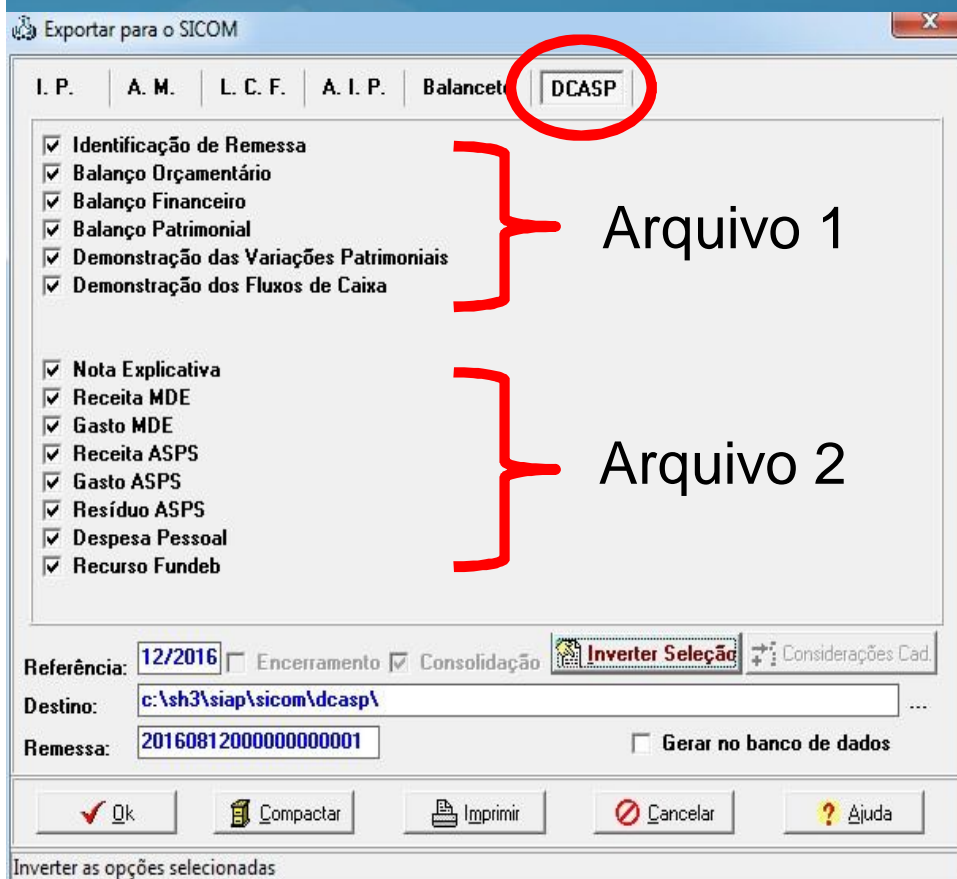 Exportar para o SICOM
X
I. P. A. M. L. C. F. A. I. P. Balancete DCASP
Identificação de Remessa
Balanço Orçamentário
Balanço Financeiro
Balanço Patrimonial
Demonstração das Variações Patrimoniais
Demonstração dos Fluxos de Caixa
Arquivo 1
Nota Explicativa
Receita MDE
Gasto MDE
Receita ASPS
Gasto ASPS
Resíduo ASPS
Despesa Pessoal
Recurso Fundeb
Arquivo 2
Referência: 12/2016 Encerramento Consolidação Inverter Seleção Considerações Cad.
Destino: c:\sh3\siap\sicom\dcasp\ ...
Remessa: 20160812000000000001 Gerar no banco de dados
Ok Compactar Imprimir Cancelar Ajuda
Inverter as opções selecionadas